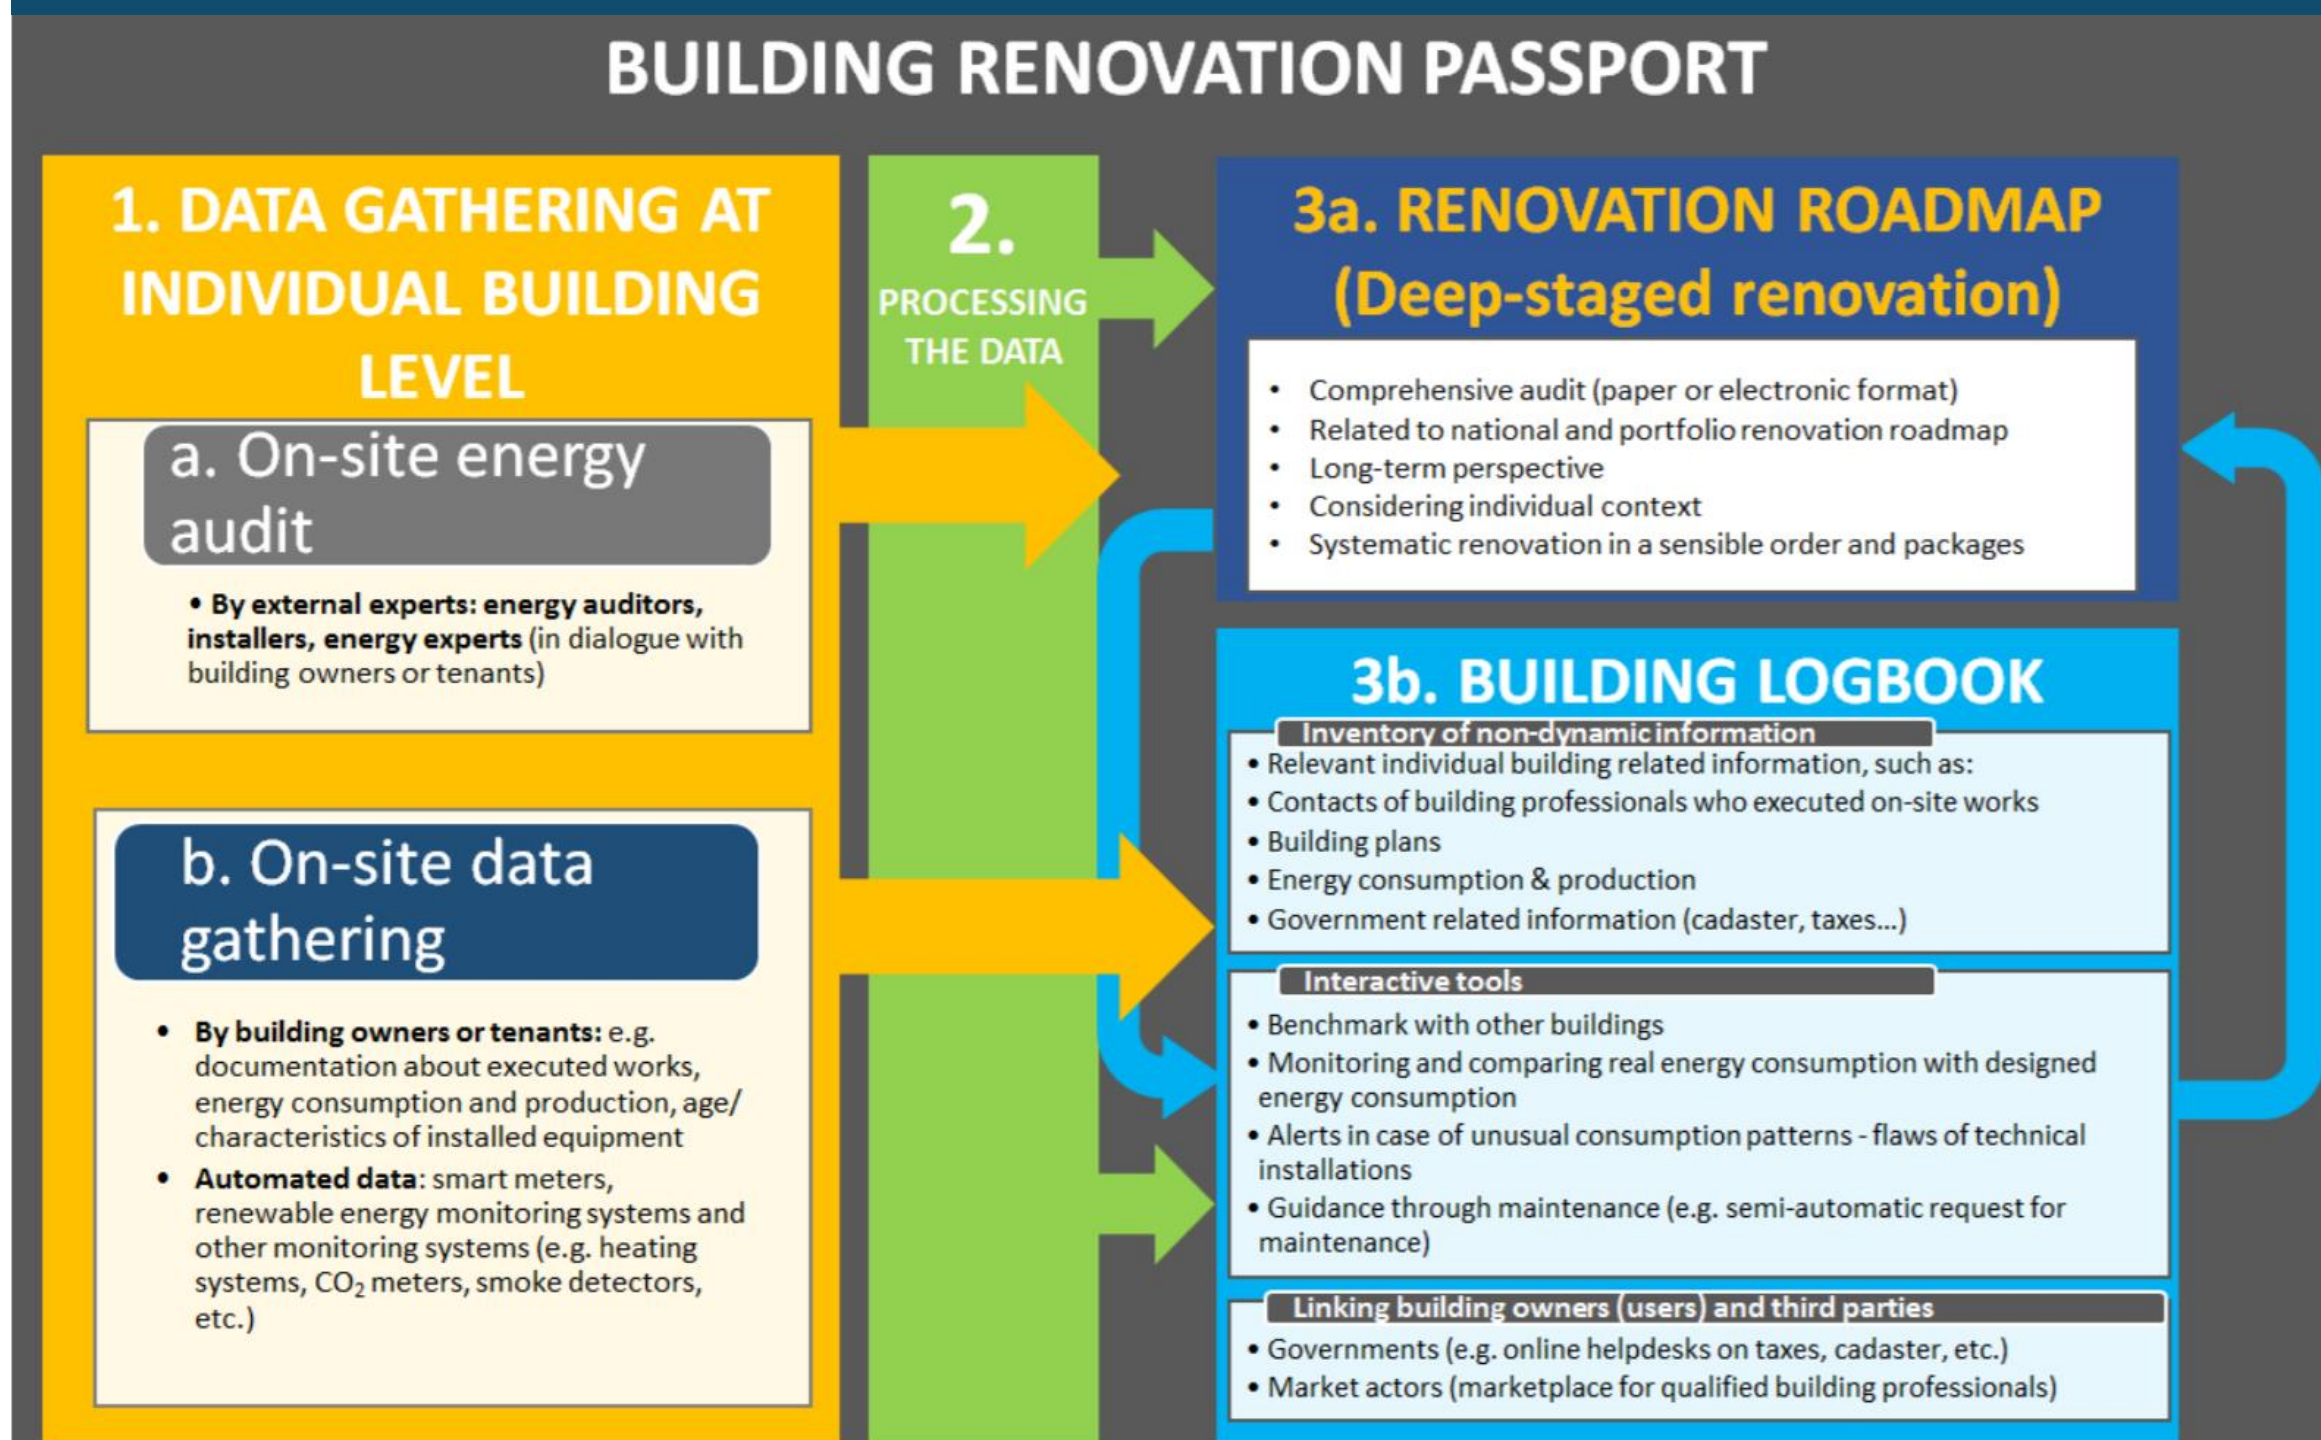 BUILDING RENOVATION PASSPORT
1. DATA GATHERING AT
INDIVIDUAL BUILDING
LEVEL
a. On-site energy
audit
• By external experts: energy auditors,
installers, energy experts (in dialogue with
building owners or tenants)
b. On-site data
gathering
• By building owners or tenants: e.g.
documentation about executed works,
energy consumption and production, age/
characteristics of installed equipment
• Automated data: smart meters,
renewable energy monitoring systems and
other monitoring systems (e.g. heating
systems, CO₂ meters, smoke detectors,
etc.)
2.
PROCESSING
THE DATA
3a. RENOVATION ROADMAP
(Deep-staged renovation)
• Comprehensive audit (paper or electronic format)
• Related to national and portfolio renovation roadmap
• Long-term perspective
• Considering individual context
• Systematic renovation in a sensible order and packages
3b. BUILDING LOGBOOK
Inventory of non-dynamic information
• Relevant individual building related information, such as:
• Contacts of building professionals who executed on-site works
• Building plans
• Energy consumption & production
• Government related information (cadaster, taxes...)
Interactive tools
• Benchmark with other buildings
• Monitoring and comparing real energy consumption with designed
energy consumption
• Alerts in case of unusual consumption patterns - flaws of technical
installations
• Guidance through maintenance (e.g. semi-automatic request for
maintenance)
Linking building owners (users) and third parties
• Governments (e.g. online helpdesks on taxes, cadaster, etc.)
• Market actors (marketplace for qualified building professionals)